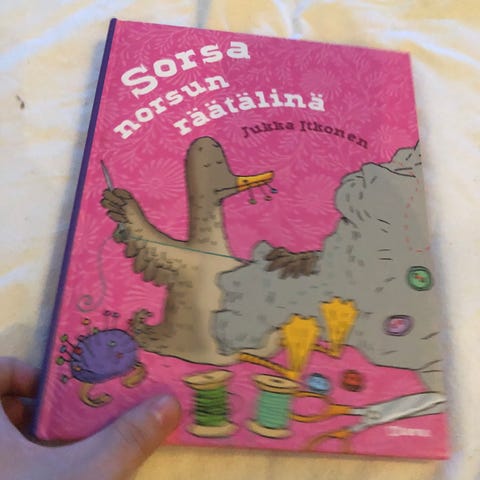 Sorsa
norsun
räätälinä
Jukka Itkonen